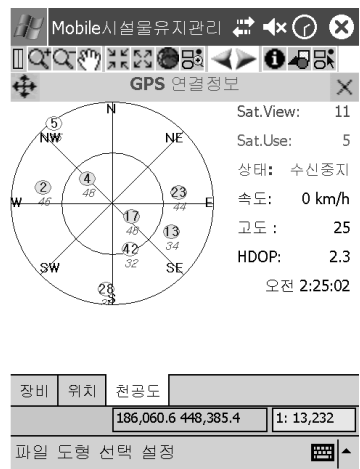 Mobile시설물유지관리
GPS 연결정보
N
5
NW
NE
4
48
2
46
23
44
W
E
17
48
13
34
42
32
SW
SE
28
S
Sat.View: 11
Sat.Use: 5
상태: 수신중지
속도: 0 km/h
고도 : 25
HDOP: 2.3
오전 2:25:02
장비 위치 천공도
186,060.6 448,385.4 1: 13,232
파일 도형 선택 설정